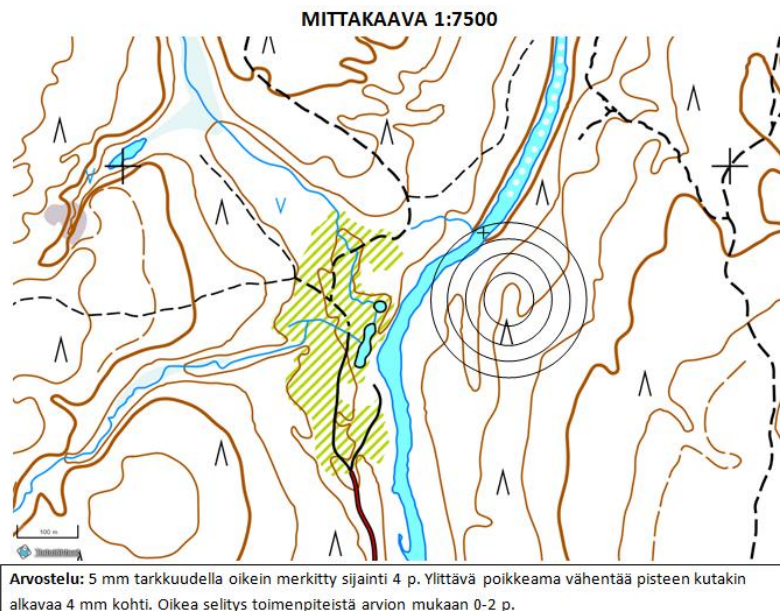 MITTAKAAVA 1:7500
100 m
Arvostelu: 5 mm tarkkuudella oikein merkitty sijainti 4 p. Ylittävä poikkeama vähentää pisteen kutakin
alkavaa 4 mm kohti. Oikea selitys toimenpiteistä arvion mukaan 0-2 p.